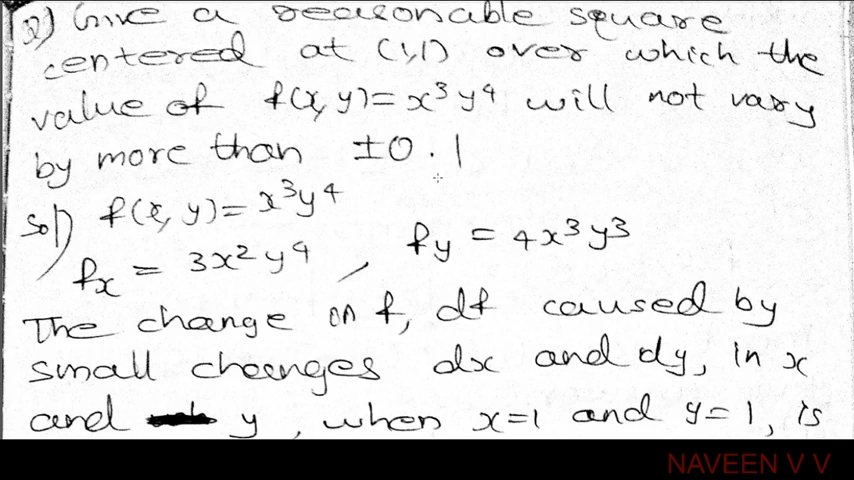 Q) Give a reasonable square
centered at (1,1) over which the
value of f(x,y)=x³y⁴ will not vary
by more than ±0.1
Sol) f(x,y)=x³y⁴
fx = 3x²y⁴, fy = 4x³y³
The change on f, df caused by
small changes dx and dy, in x
and y, when x=1 and y=1, is
NAVEEN V V